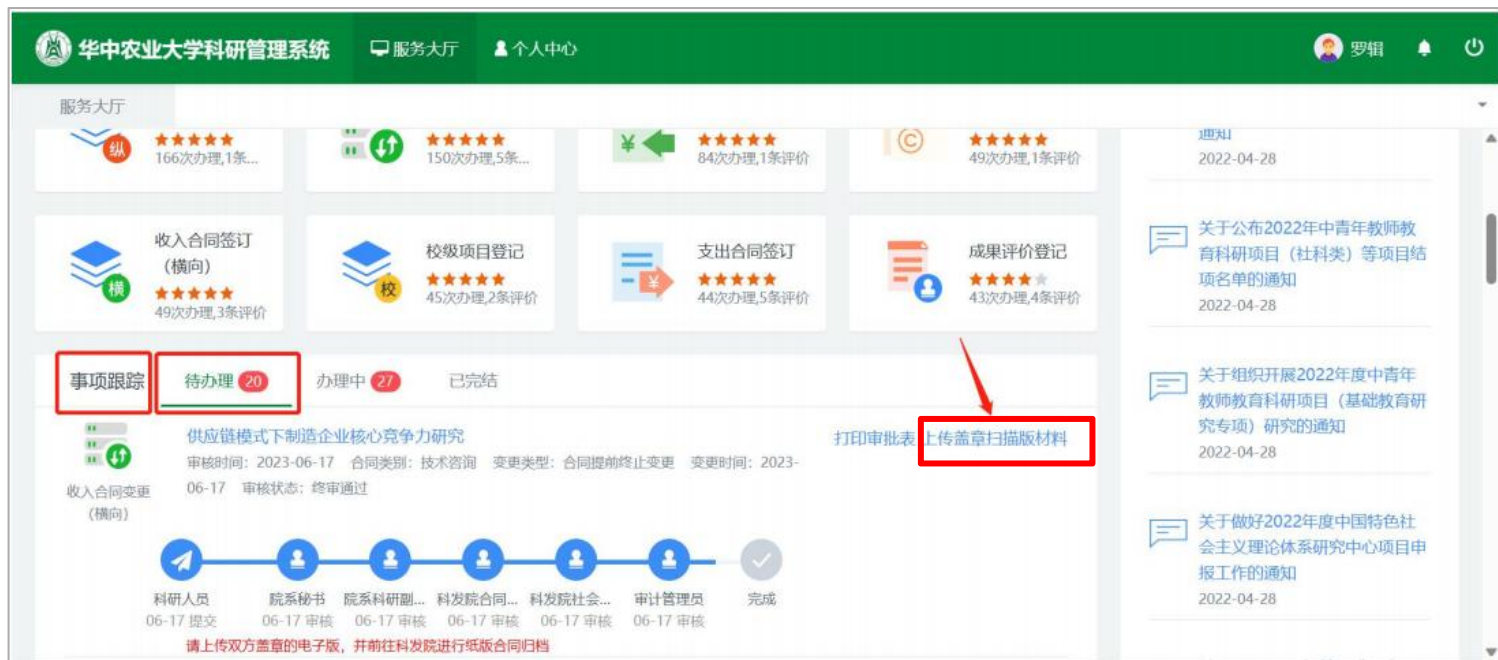 华中农业大学科研管理系统
服务大厅
个人中心
罗辑
服务大厅
纵
166次办理,1条...
150次办理,5条...
¥
84次办理,1条评价
C
49次办理,1条评价
通知
2022-04-28
收入合同签订
（横向）
横
49次办理,3条评价
校级项目登记
校
45次办理,2条评价
支出合同签订
¥
44次办理,5条评价
成果评价登记
43次办理,4条评价
关于公布2022年中青年教师教
育科研项目（社科类）等项目结
项名单的通知
2022-04-28
事项跟踪
待办理 20
办理中 27
已完结
关于组织开展2022年度中青年
教师教育科研项目（基础教育研
究专项）研究的通知
2022-04-28
收入合同变更
（横向）
供应链模式下制造企业核心竞争力研究
打印审批表 上传盖章扫描版材料
审核时间：2023-06-17 合同类别：技术咨询 变更类型：合同提前终止变更 变更时间：2023-
06-17 审核状态：终审通过
科研人员 院系秘书 院系科研副... 科发院合同... 科发院社会... 审计管理员 完成
06-17 提交 06-17 审核 06-17 审核 06-17 审核 06-17 审核 06-17 审核
请上传双方盖章的电子版，并前往科发院进行纸版合同归档
关于做好2022年度中国特色社
会主义理论体系研究中心项目申
报工作的通知
2022-04-28